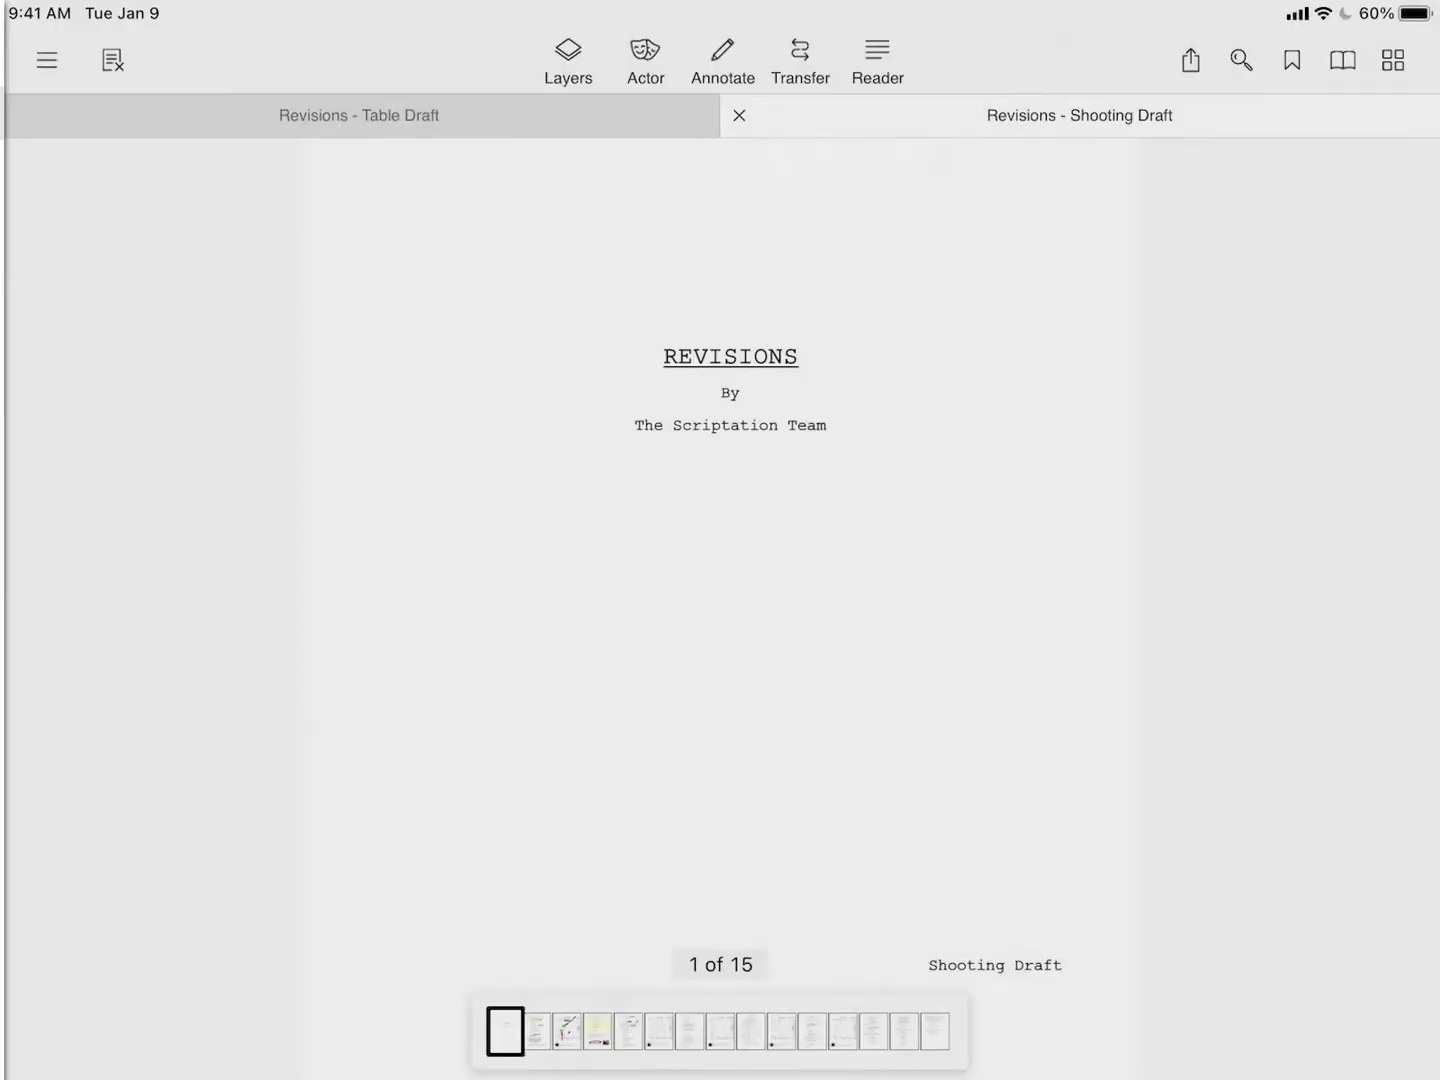 9:41 AM Tue Jan 9
60%
Layers
Actor
Annotate
Transfer
Reader
Revisions - Table Draft
Revisions - Shooting Draft
REVISIONS
By
The Scriptation Team
1 of 15
Shooting Draft